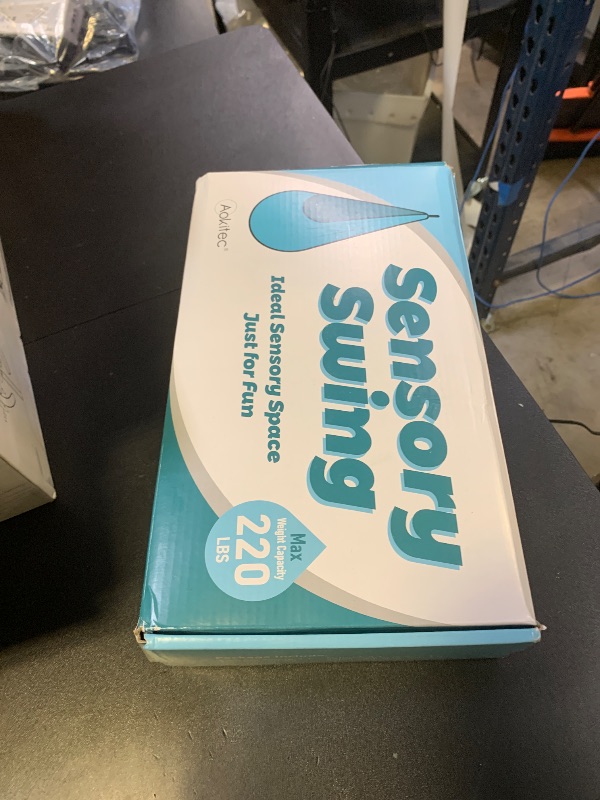 Aokitec®
Sensory
Swing
Ideal Sensory Space
Just for Fun
Max
Weight Capacity
220
LBS